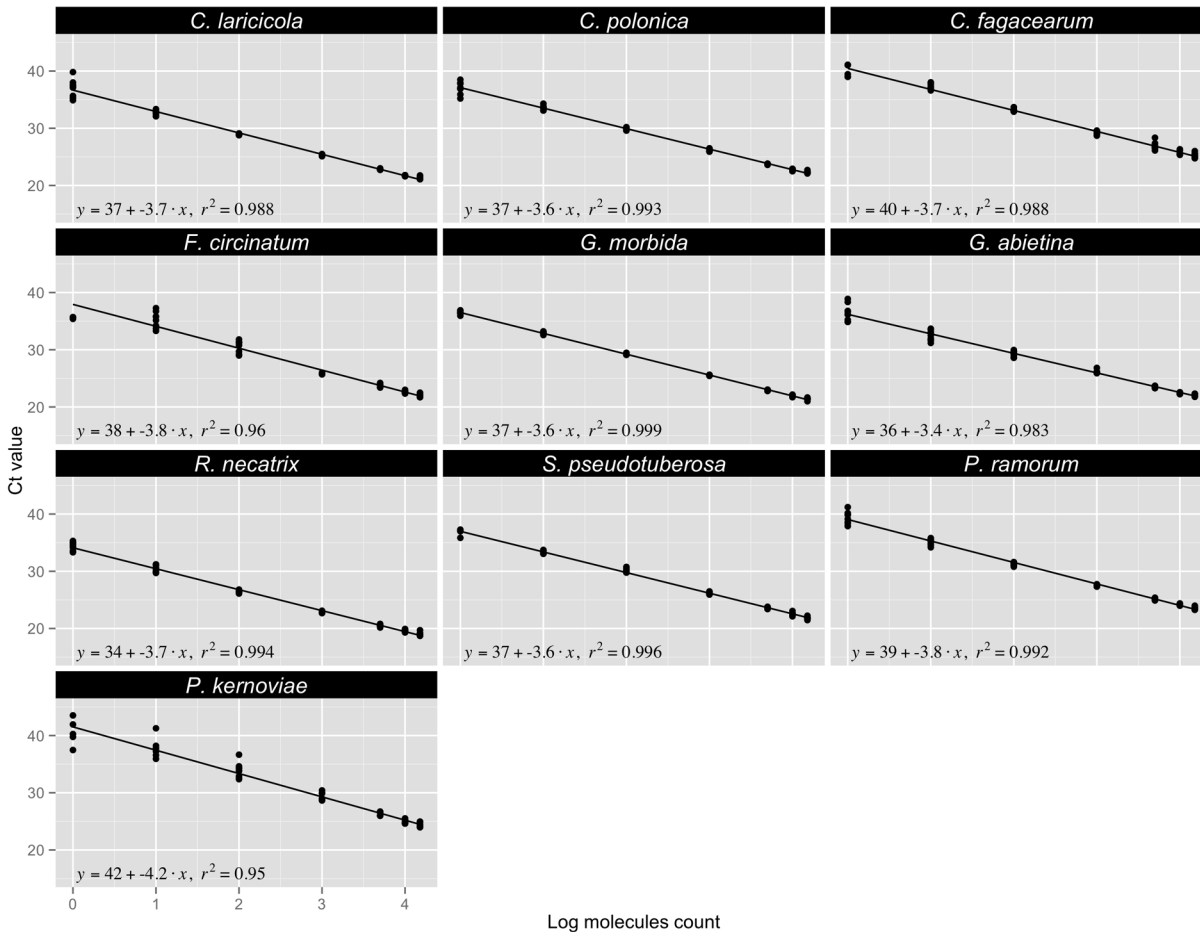 C. laricicola
C. polonica
C. fagacearum
40
30
20
y = 37 + -3.7 · x, r² = 0.988
y = 37 + -3.6 · x, r² = 0.993
y = 40 + -3.7 · x, r² = 0.988
F. circinatum
G. morbida
G. abietina
40
30
20
y = 38 + -3.8 · x, r² = 0.96
y = 37 + -3.6 · x, r² = 0.999
y = 36 + -3.4 · x, r² = 0.983
Ct value
R. necatrix
S. pseudotuberosa
P. ramorum
40
30
20
y = 34 + -3.7 · x, r² = 0.994
y = 37 + -3.6 · x, r² = 0.996
y = 39 + -3.8 · x, r² = 0.992
P. kernoviae
40
30
20
y = 42 + -4.2 · x, r² = 0.95
0 1 2 3 4
Log molecules count